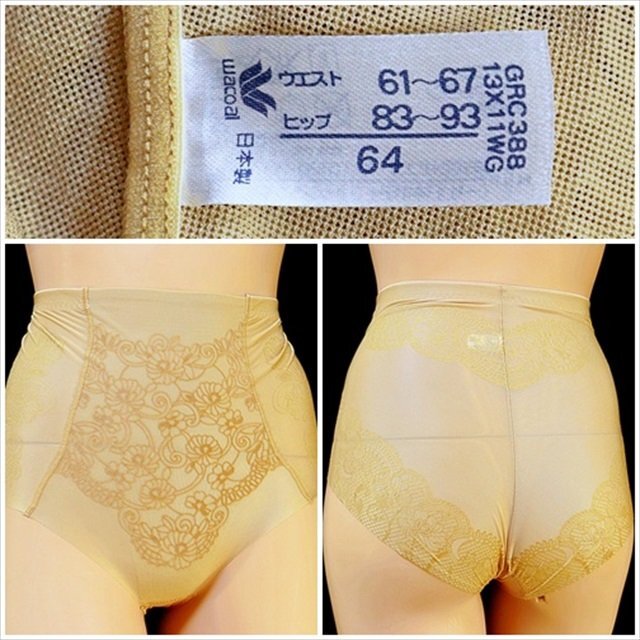 wacoal
日本製
ウエスト 61〜67
ヒップ 83〜93
64
GRC388
13X11WG